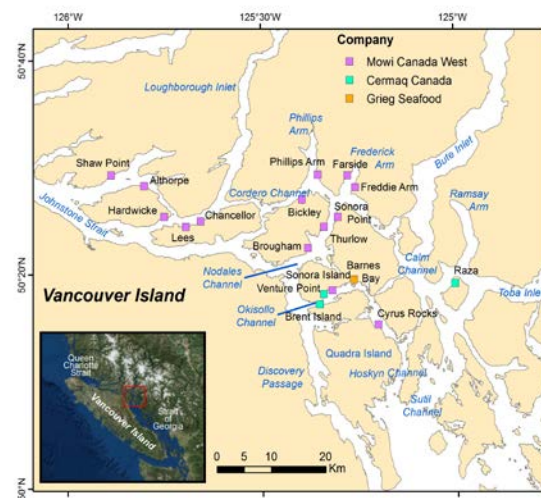 126°W
125°30'W
125°W
50°40'N
50°20'N
50°N
Company
Mowi Canada West
Cermaq Canada
Grieg Seafood
Loughborough Inlet
Phillips
Arm
Bute Inlet
Shaw Point
Althorpe
Phillips Arm
Farside
Frederick
Arm
Freddie Arm
Ramsay
Arm
Cordero Channel
Johnstone Strait
Hardwicke
Chancellor
Lees
Bickley
Sonora
Point
Thurlow
Brougham
Nodales
Channel
Barnes
Bay
Calm
Channel
Raza
Toba Inlet
Sonora Island
Venture Point
Okisollo
Channel
Brent Island
Cyrus Rocks
Vancouver Island
Quadra Island
Hoskyn Channel
Discovery
Passage
Sutil
Channel
Queen
Charlotte
Strait
Vancouver Island
Strait
of
Georgia
0 5 10 20
Km